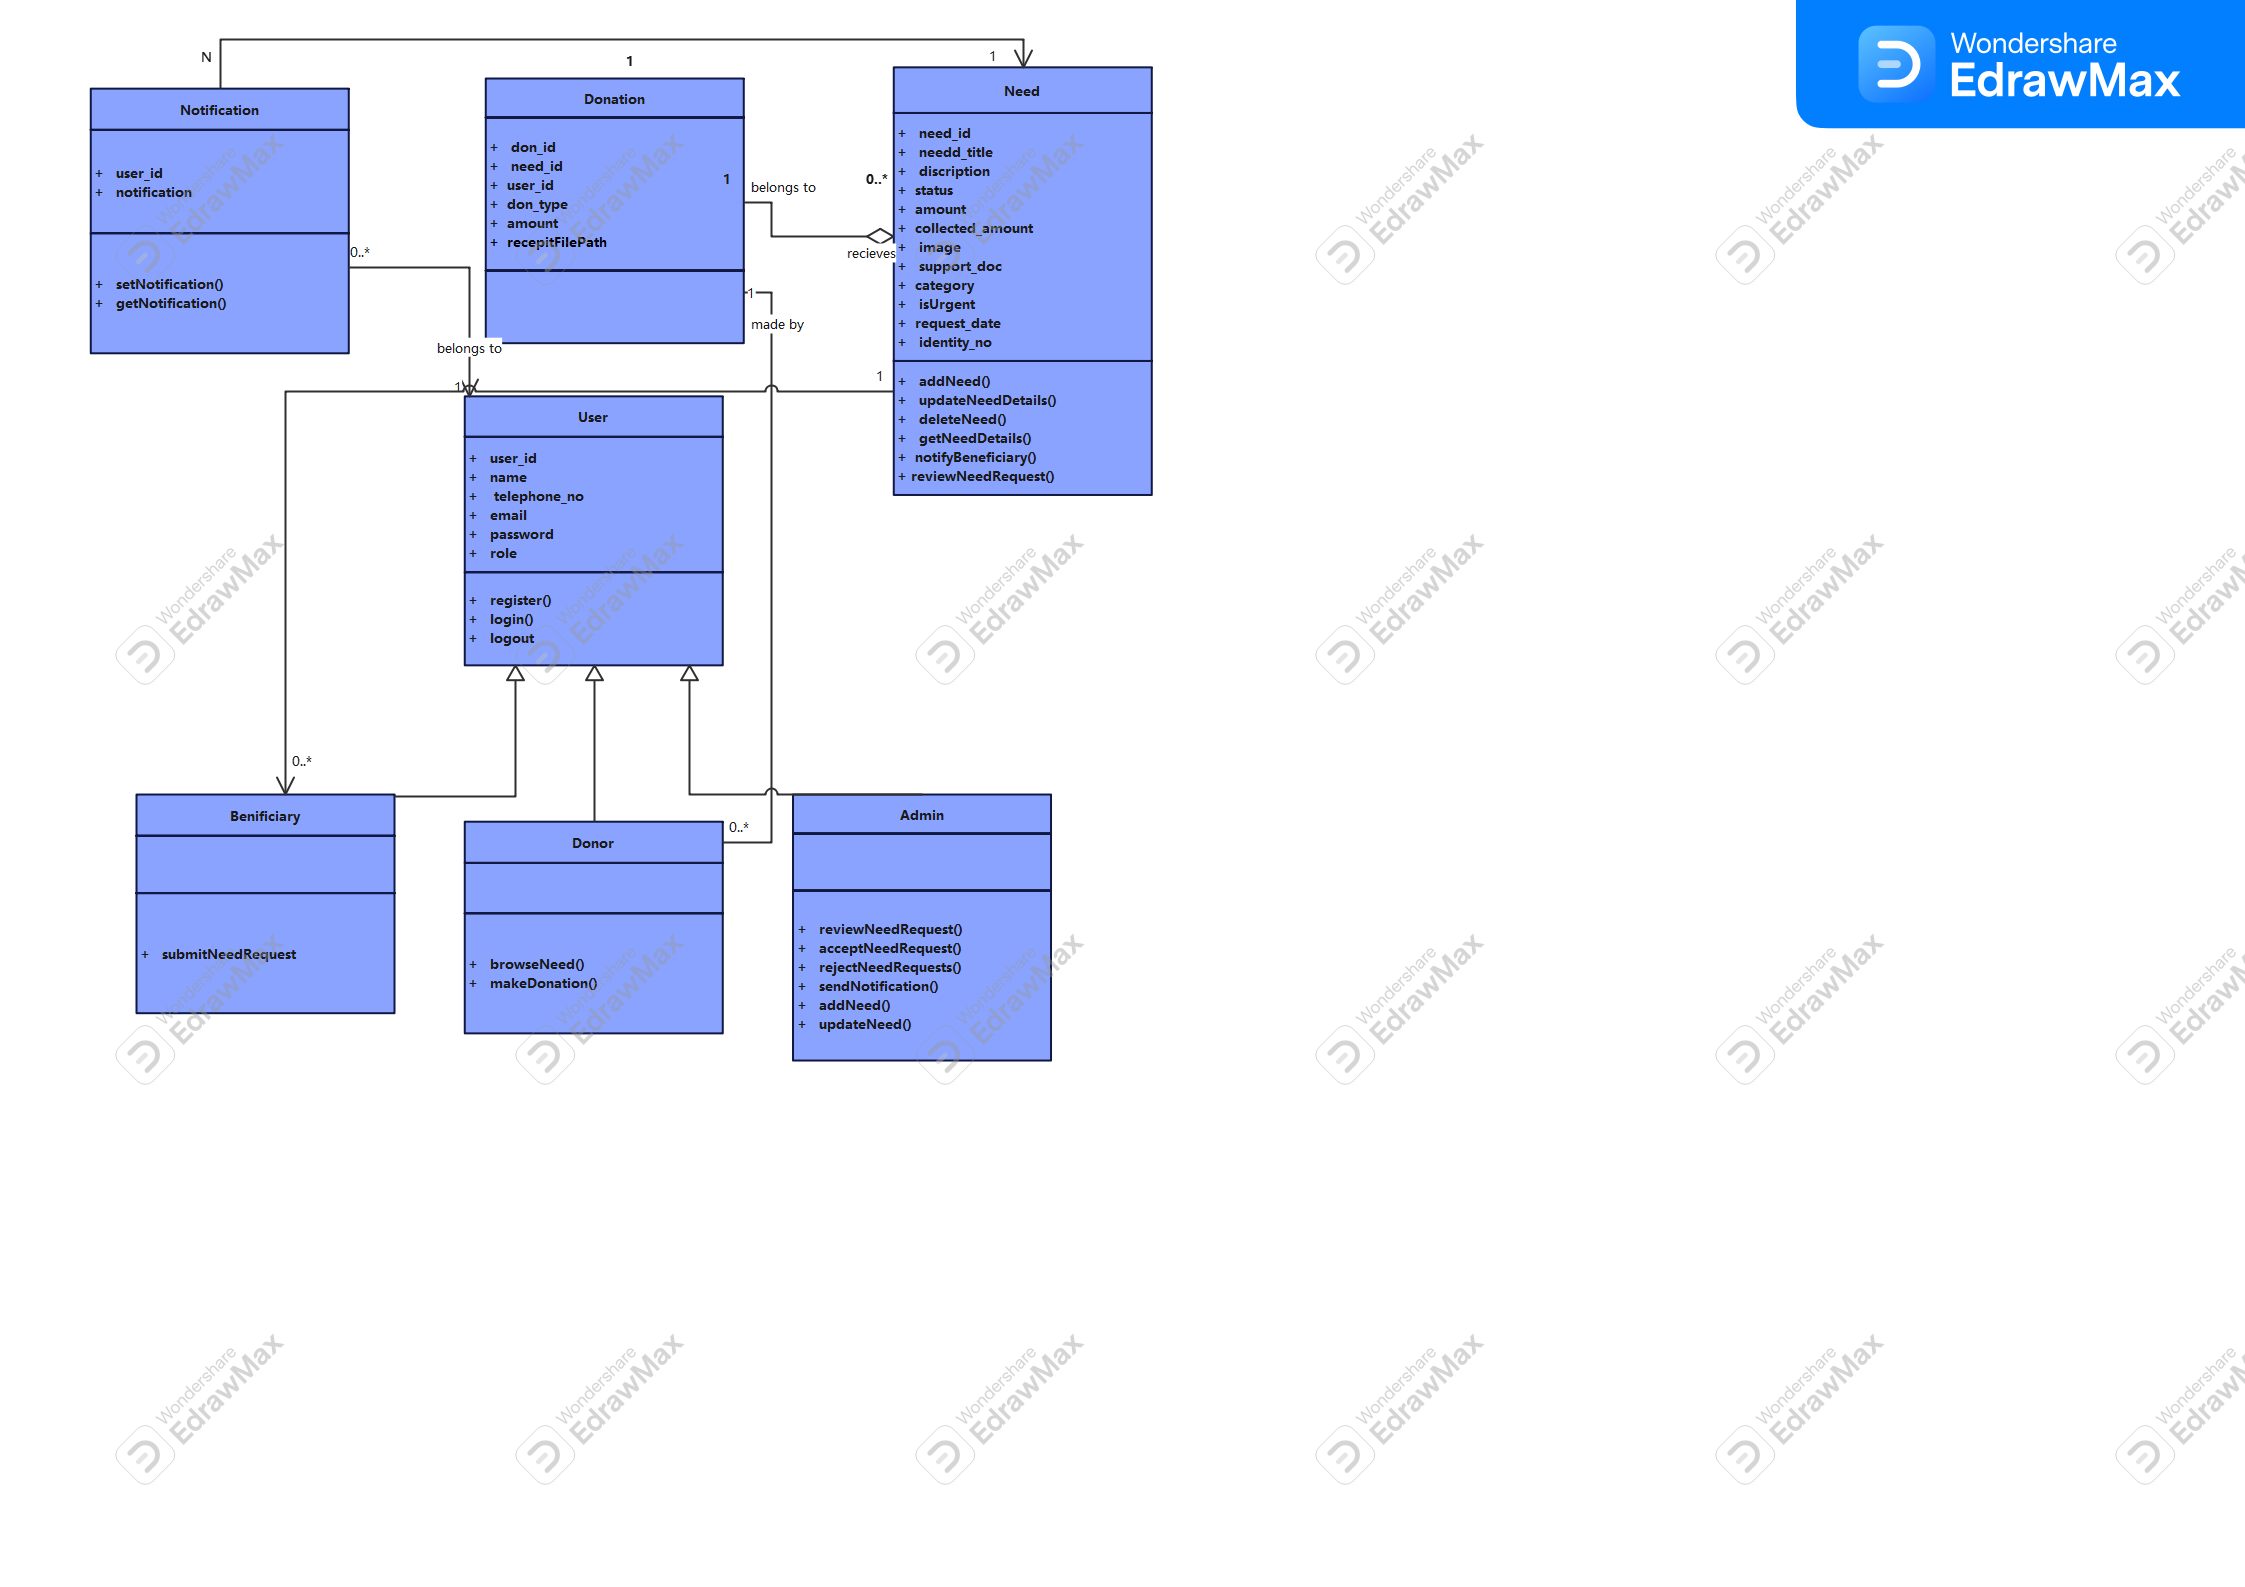 Wondershare
EdrawMax
N
1
1
Notification
+ user_id
+ notification
+ setNotification()
+ getNotification()
0..*
belongs to
1
Donation
+ don_id
+ need_id
+ user_id
+ don_type
+ amount
+ recepitFilePath
1
belongs to
0..*
recieves
1
made by
Need
+ need_id
+ needd_title
+ discription
+ status
+ amount
+ collected_amount
+ image
+ support_doc
+ category
+ isUrgent
+ request_date
+ identity_no
+ addNeed()
+ updateNeedDetails()
+ deleteNeed()
+ getNeedDetails()
+ notifyBeneficiary()
+ reviewNeedRequest()
1
User
+ user_id
+ name
+ telephone_no
+ email
+ password
+ role
+ register()
+ login()
+ logout
0..*
Benificiary
+ submitNeedRequest
Donor
+ browseNeed()
+ makeDonation()
0..*
Admin
+ reviewNeedRequest()
+ acceptNeedRequest()
+ rejectNeedRequests()
+ sendNotification()
+ addNeed()
+ updateNeed()